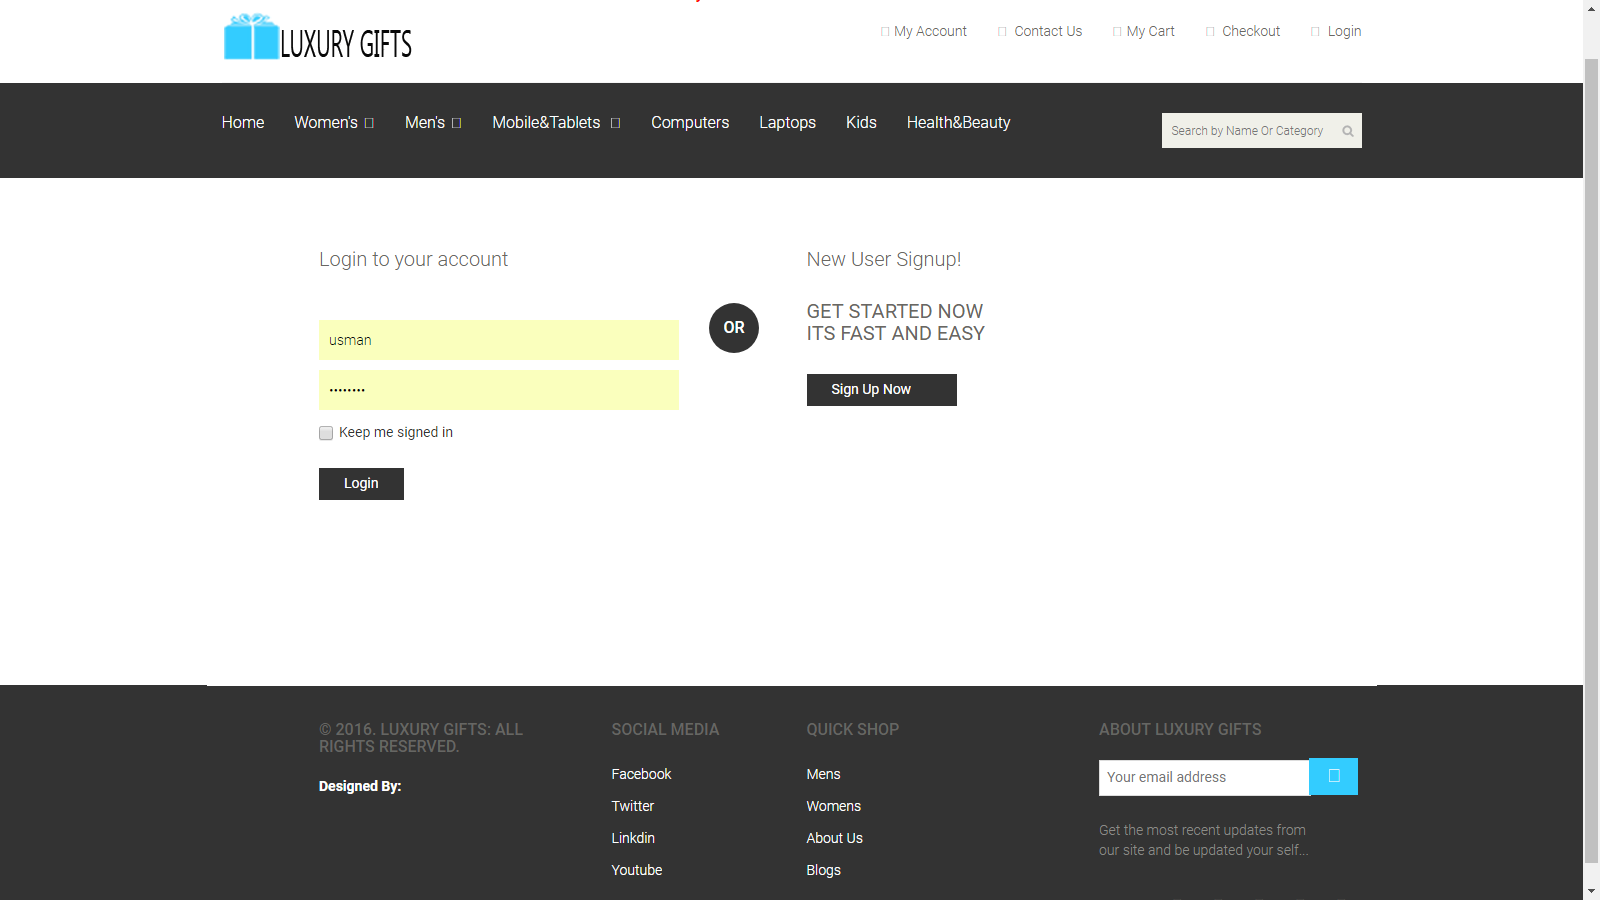 LUXURY GIFTS
My Account Contact Us My Cart Checkout Login
Home Women's Men's Mobile&Tablets Computers Laptops Kids Health&Beauty
Search by Name Or Category
Login to your account
usman
••••••••
Keep me signed in
Login
OR
New User Signup!
GET STARTED NOW
ITS FAST AND EASY
Sign Up Now
© 2016. LUXURY GIFTS: ALL
RIGHTS RESERVED.
Designed By:
SOCIAL MEDIA
Facebook
Twitter
Linkdin
Youtube
QUICK SHOP
Mens
Womens
About Us
Blogs
ABOUT LUXURY GIFTS
Your email address
Get the most recent updates from
our site and be updated your self...